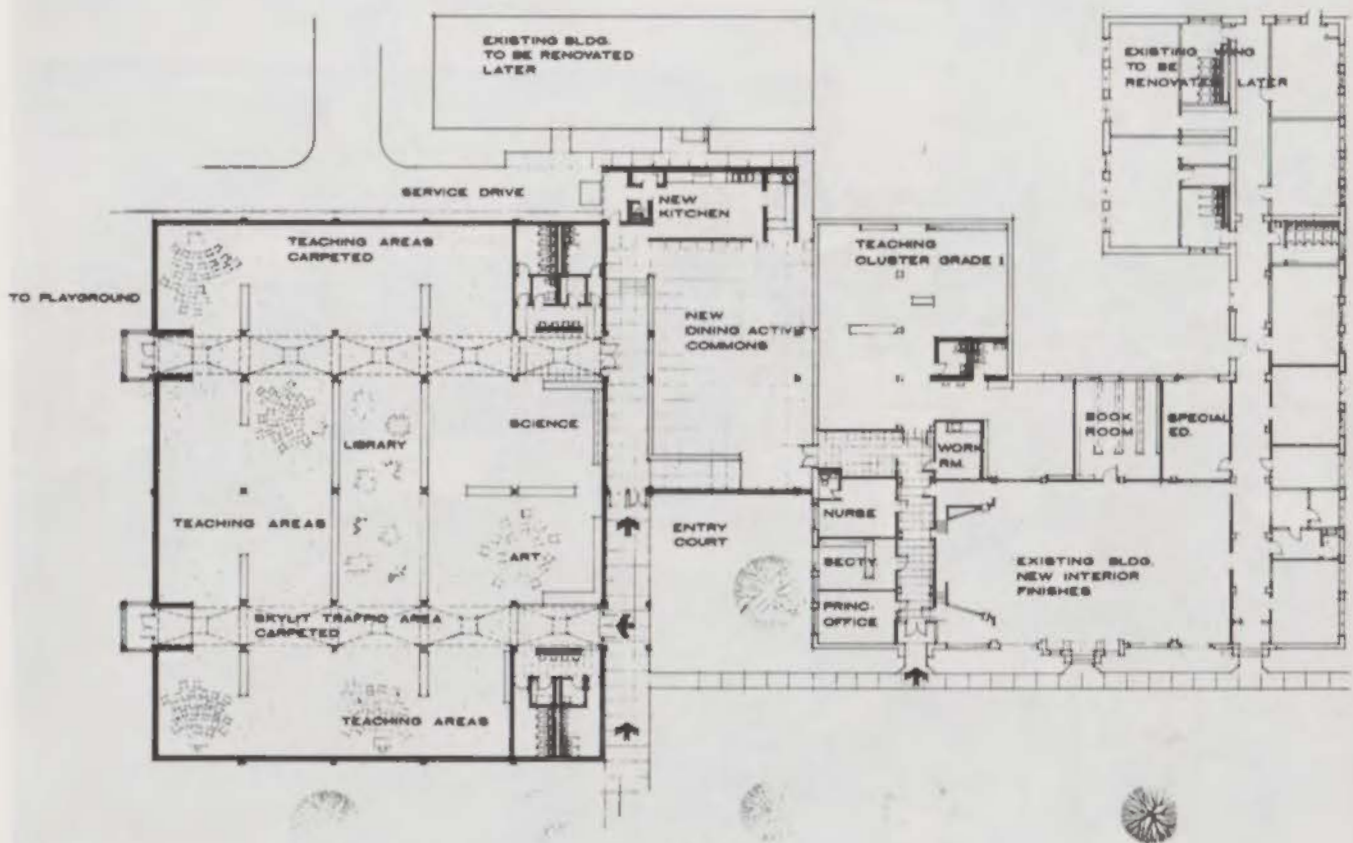 EXISTING BLDG.
TO BE RENOVATED
LATER
EXISTING WING
TO BE
RENOVATED LATER
SERVICE DRIVE
NEW
KITCHEN
TEACHING AREAS
CARPETED
TEACHING
CLUSTER GRADE 1
TO PLAYGROUND
NEW
DINING ACTIVITY
COMMONS
SCIENCE
LIBRARY
BOOK
ROOM
SPECIAL
ED.
WORK
RM.
TEACHING AREAS
ENTRY
COURT
NURSE
ART
SECTY.
EXISTING BLDG.
NEW INTERIOR
FINISHES
PRINC.
OFFICE
SKYLIT TRAFFIC AREA
CARPETED
TEACHING AREAS